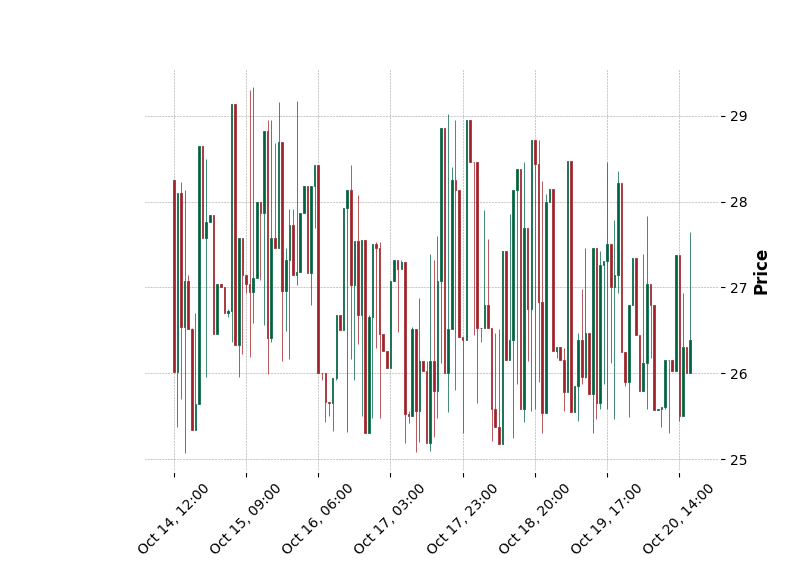 29
28
27
26
25
Price
Oct 14, 12:00
Oct 15, 09:00
Oct 16, 06:00
Oct 17, 03:00
Oct 17, 23:00
Oct 18, 20:00
Oct 19, 17:00
Oct 20, 14:00